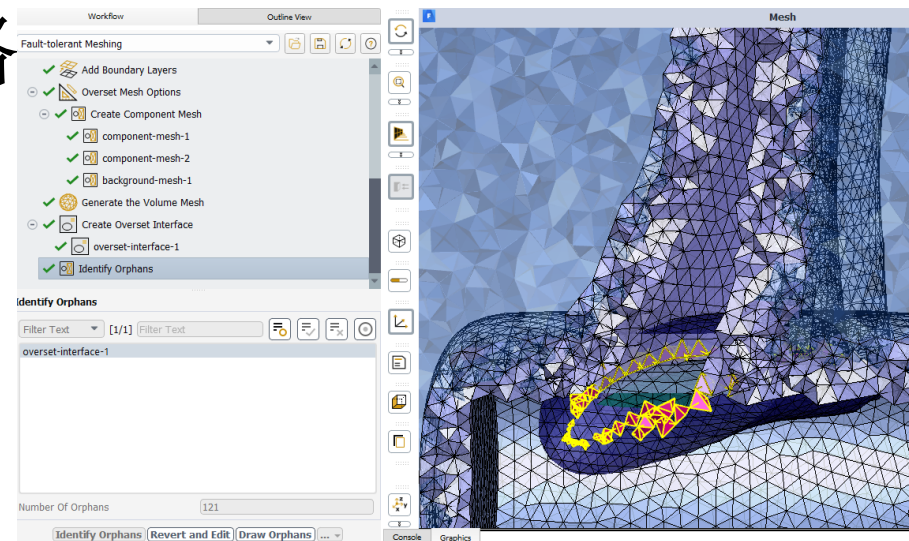 Workflow
Outline View
Mesh
Fault-tolerant Meshing
Add Boundary Layers
Overset Mesh Options
Create Component Mesh
component-mesh-1
component-mesh-2
background-mesh-1
Generate the Volume Mesh
Create Overset Interface
overset-interface-1
Identify Orphans
Identify Orphans
Filter Text [1/1] Filter Text
overset-interface-1
Number Of Orphans 121
Identify Orphans Revert and Edit Draw Orphans ...
Console Graphics